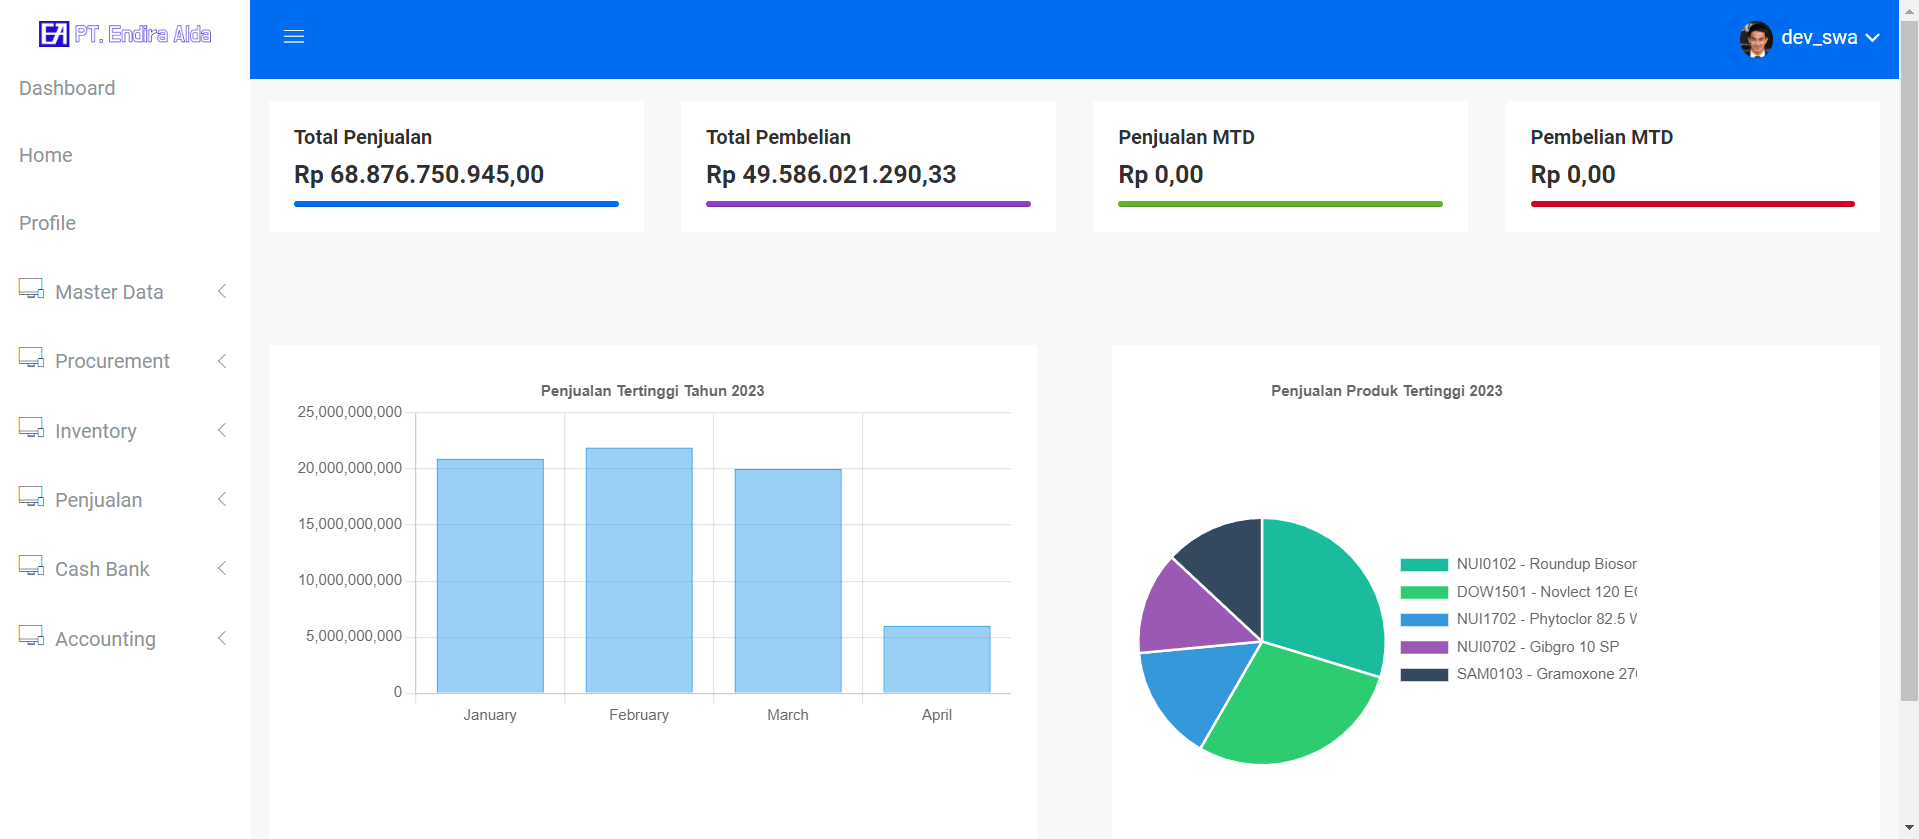 EA PT. Endira Alda
dev_swa
Dashboard
Home
Profile
Master Data
Procurement
Inventory
Penjualan
Cash Bank
Accounting
Total Penjualan
Rp 68.876.750.945,00
Total Pembelian
Rp 49.586.021.290,33
Penjualan MTD
Rp 0,00
Pembelian MTD
Rp 0,00
Penjualan Tertinggi Tahun 2023
25,000,000,000
20,000,000,000
15,000,000,000
10,000,000,000
5,000,000,000
0
January February March April
Penjualan Produk Tertinggi 2023
NUI0102 - Roundup Biosor
DOW1501 - Novlect 120 EC
NUI1702 - Phytoclor 82.5 W
NUI0702 - Gibgro 10 SP
SAM0103 - Gramoxone 276